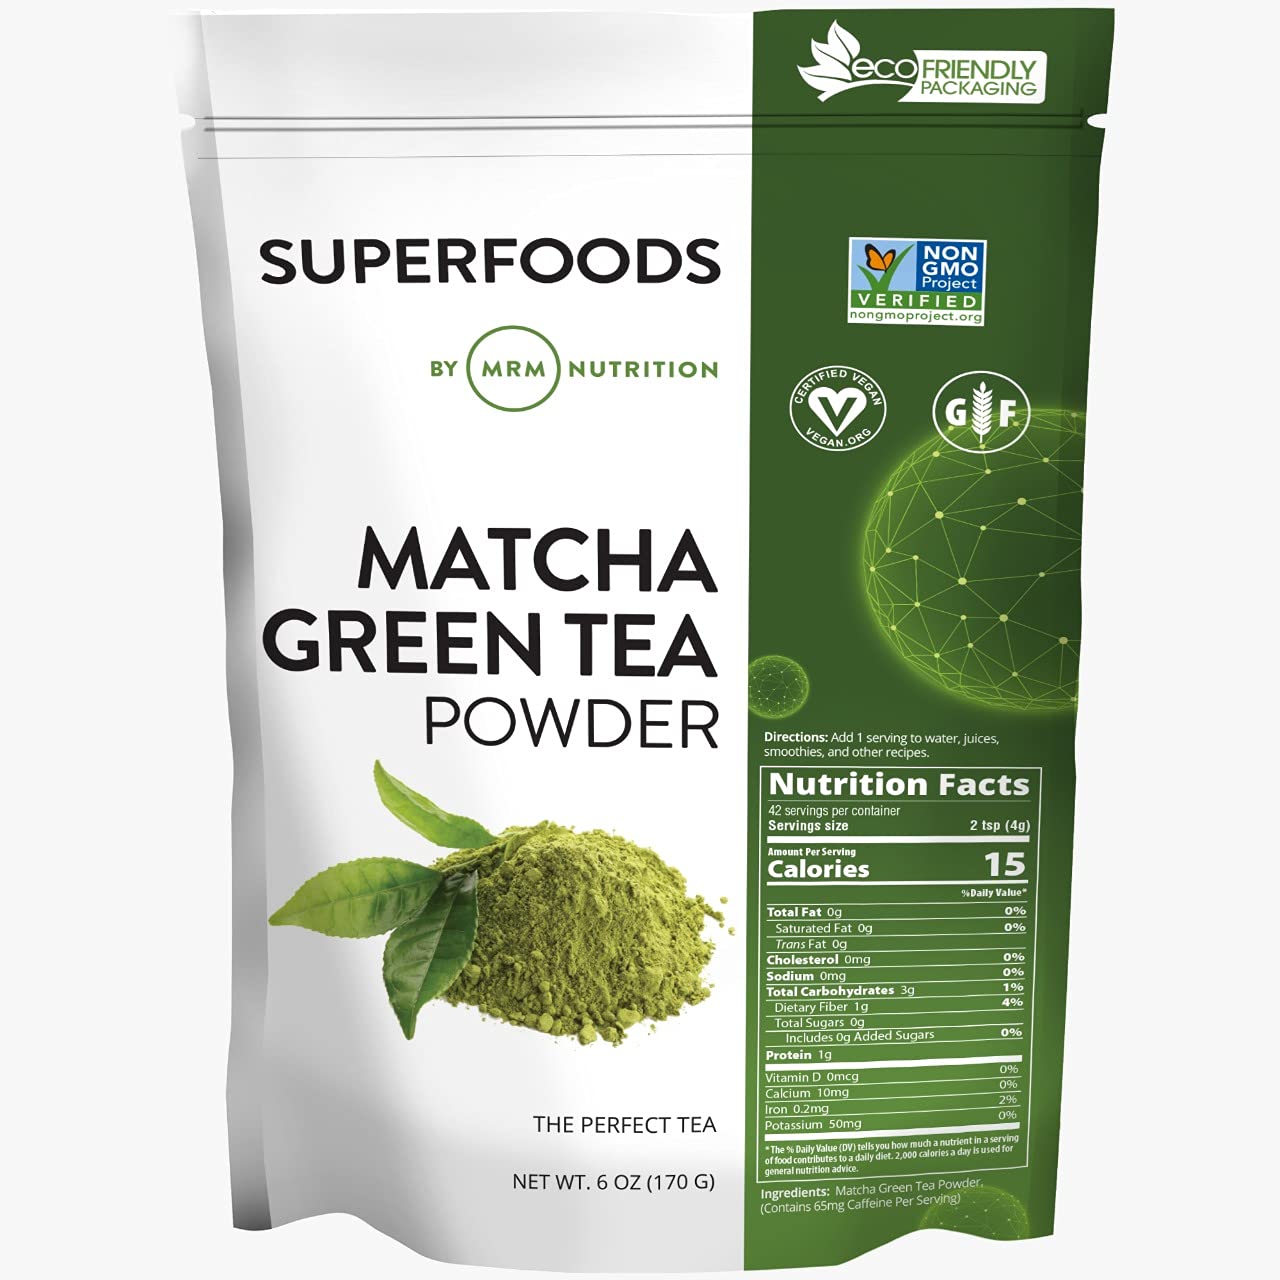 eco FRIENDLY
PACKAGING
SUPERFOODS
BY MRM NUTRITION
NON
GMO
Project
VERIFIED
nongmoproject.org
CERTIFIED VEGAN
V
VEGAN.ORG
G F
MATCHA
GREEN TEA
POWDER
THE PERFECT TEA
NET WT. 6 OZ (170 G)
Directions: Add 1 serving to water, juices,
smoothies, and other recipes.
Nutrition Facts
42 servings per container
Servings size 2 tsp (4g)
Amount Per Serving
Calories 15
%Daily Value*
Total Fat 0g 0%
Saturated Fat 0g 0%
Trans Fat 0g
Cholesterol 0mg 0%
Sodium 0mg 0%
Total Carbohydrates 3g 1%
Dietary Fiber 1g 4%
Total Sugars 0g
Includes 0g Added Sugars 0%
Protein 1g
Vitamin D 0mcg 0%
Calcium 10mg 0%
Iron 0.2mg 2%
Potassium 50mg 0%
*The % Daily Value (DV) tells you how much a nutrient in a serving
of food contributes to a daily diet. 2,000 calories a day is used for
general nutrition advice.
Ingredients: Matcha Green Tea Powder,
(Contains 65mg Caffeine Per Serving)